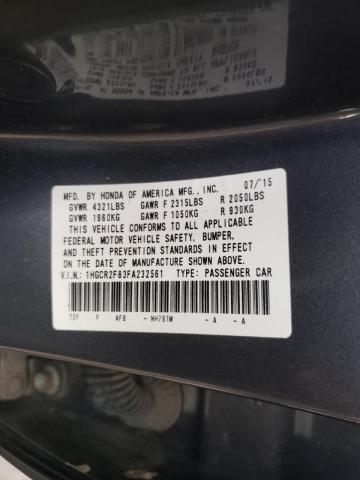 MFD. BY HONDA OF AMERICA MFG., INC. 07/15
GVWR 4321LBS GAWR F 2315LBS R 2050LBS
GVWR 1960KG GAWR F 1050KG R 930KG
THIS VEHICLE CONFORMS TO ALL APPLICABLE
FEDERAL MOTOR VEHICLE SAFETY, BUMPER,
AND THEFT PREVENTION STANDARDS IN EFFECT
ON THE DATE OF MANUFACTURE SHOWN ABOVE.
V.I.N.: 1HGCR2F83FA232561 TYPE: PASSENGER CAR
T2F F AF8 - NH797M - A - A